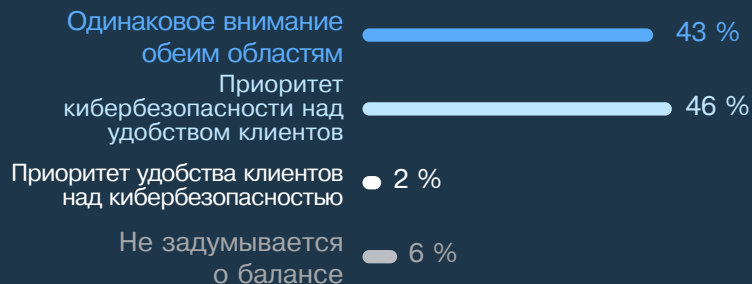 Одинаковое внимание
обеим областям
43 %
Приоритет
кибербезопасности над
удобством клиентов
46 %
Приоритет удобства клиентов
над кибербезопасностью
2 %
Не задумывается
о балансе
6 %